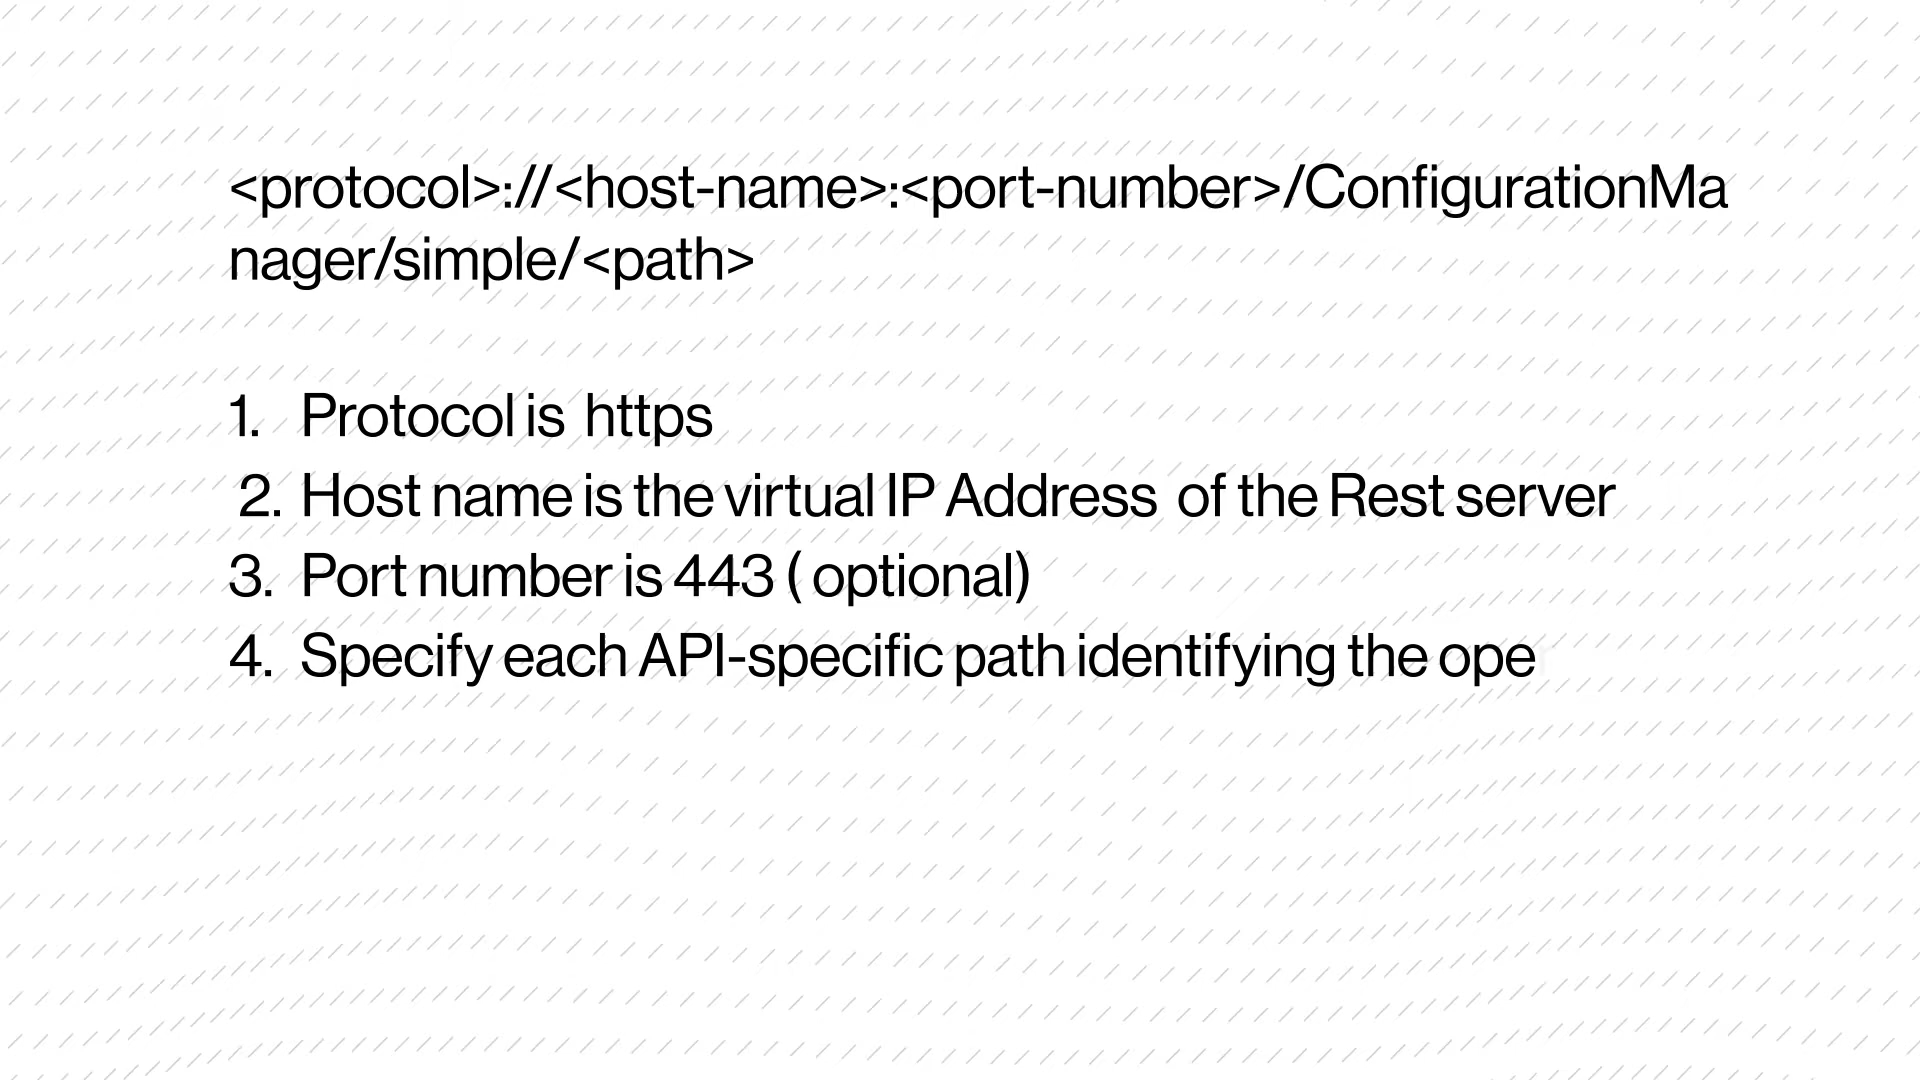 <protocol>://<host-name>:<port-number>/ConfigurationMa
nager/simple/<path>
1. Protocol is https
2. Host name is the virtual IP Address of the Rest server
3. Port number is 443 ( optional)
4. Specify each API-specific path identifying the ope